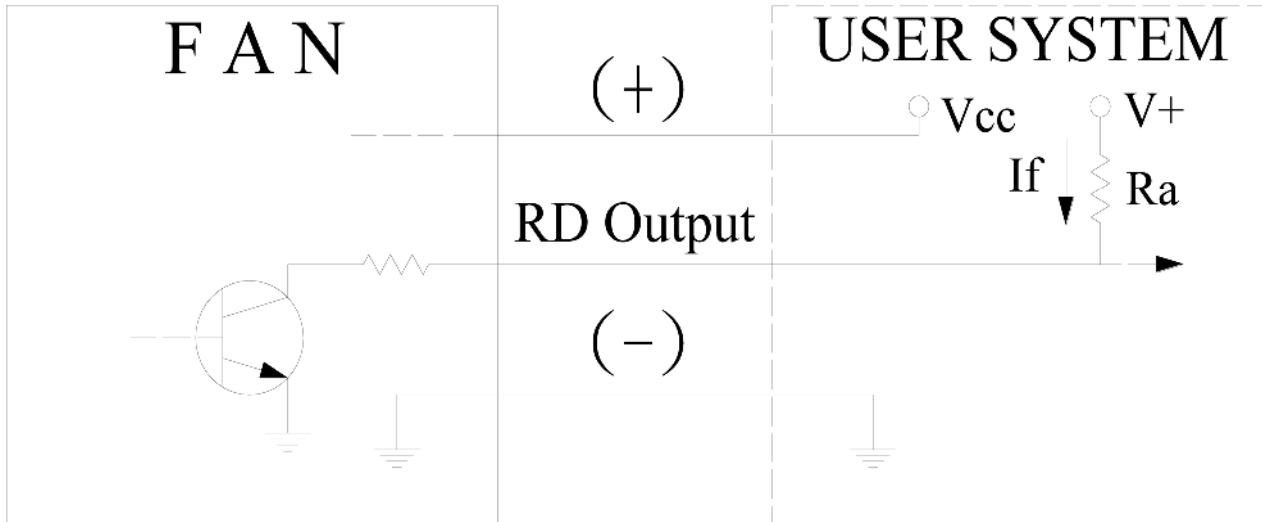 F A N
USER SYSTEM
(+)
Vcc
V+
If
Ra
RD Output
(-)